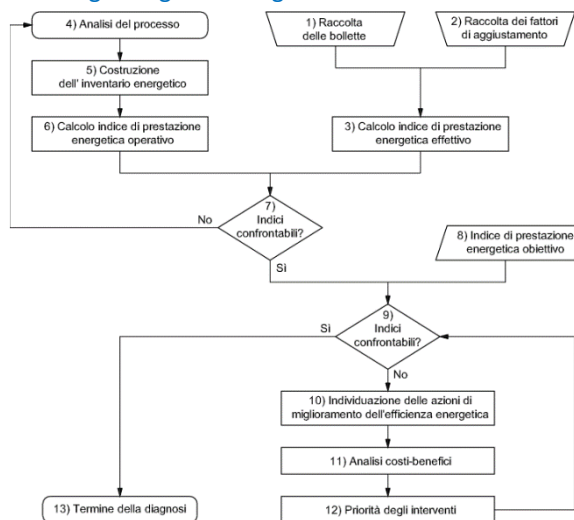 4) Analisi del processo
1) Raccolta
delle bollette
2) Raccolta dei fattori
di aggiustamento
5) Costruzione
dell' inventario energetico
6) Calcolo indice di prestazione
energetica operativo
3) Calcolo indice di prestazione
energetica effettivo
7)
Indici
confrontabili?
No
Sì
8) Indice di prestazione
energetica obiettivo
9)
Indici
confrontabili?
Sì
No
10) Individuazione delle azioni di
miglioramento dell'efficienza energetica
11) Analisi costi-benefici
12) Priorità degli interventi
13) Termine della diagnosi